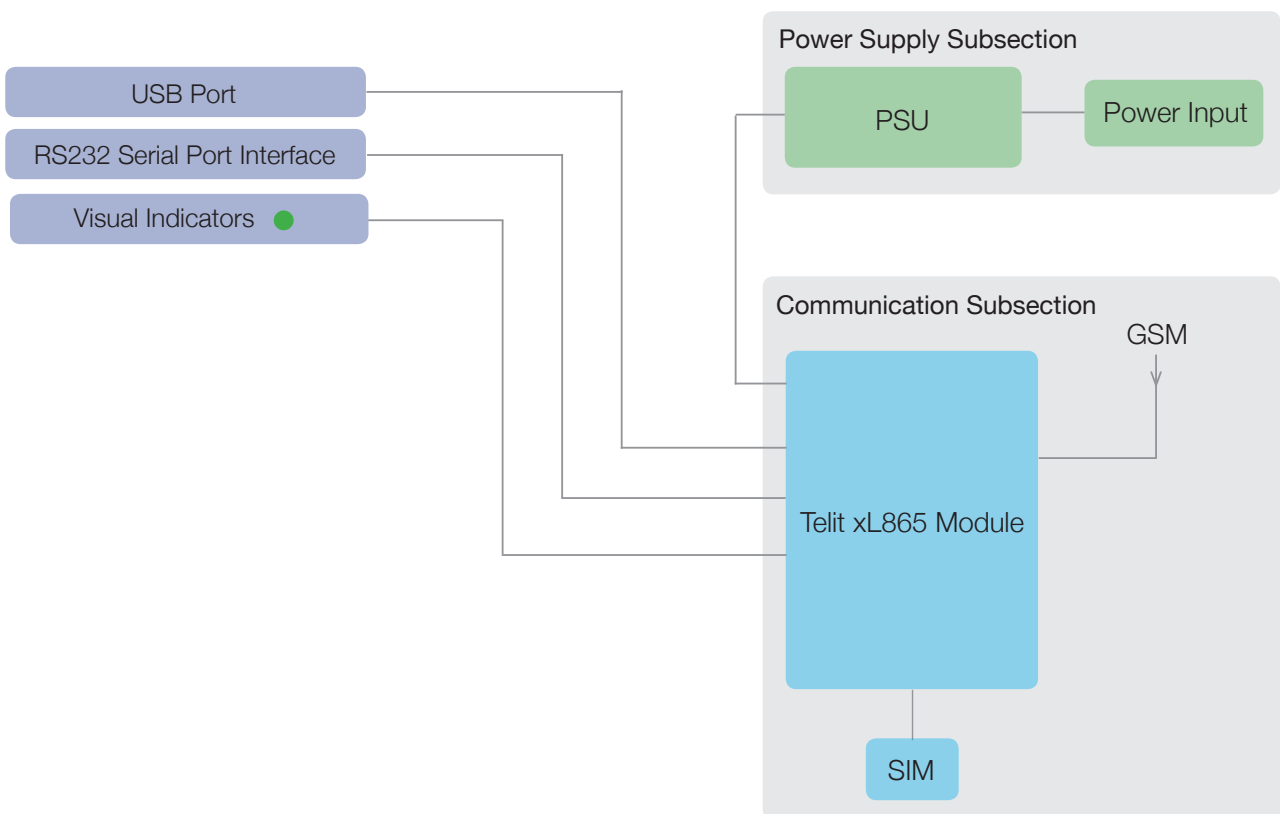 Power Supply Subsection
USB Port
PSU
Power Input
RS232 Serial Port Interface
Visual Indicators
Communication Subsection
GSM
Telit xL865 Module
SIM